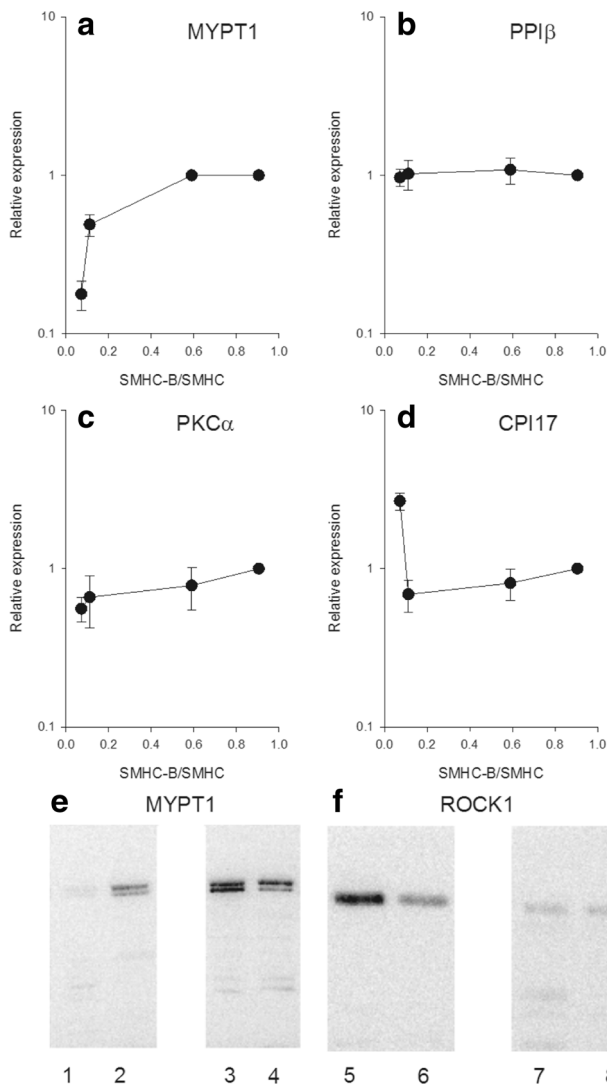 a MYPT1
10
1
0.1
Relative expression
0.0 0.2 0.4 0.6 0.8 1.0
SMHC-B/SMHC
b PPIβ
10
1
0.1
Relative expression
0.0 0.2 0.4 0.6 0.8 1.0
SMHC-B/SMHC
c PKCα
10
1
0.1
Relative expression
0.0 0.2 0.4 0.6 0.8 1.0
SMHC-B/SMHC
d CPI17
10
1
0.1
Relative expression
0.0 0.2 0.4 0.6 0.8 1.0
SMHC-B/SMHC
e MYPT1
1 2 3 4
f ROCK1
5 6 7